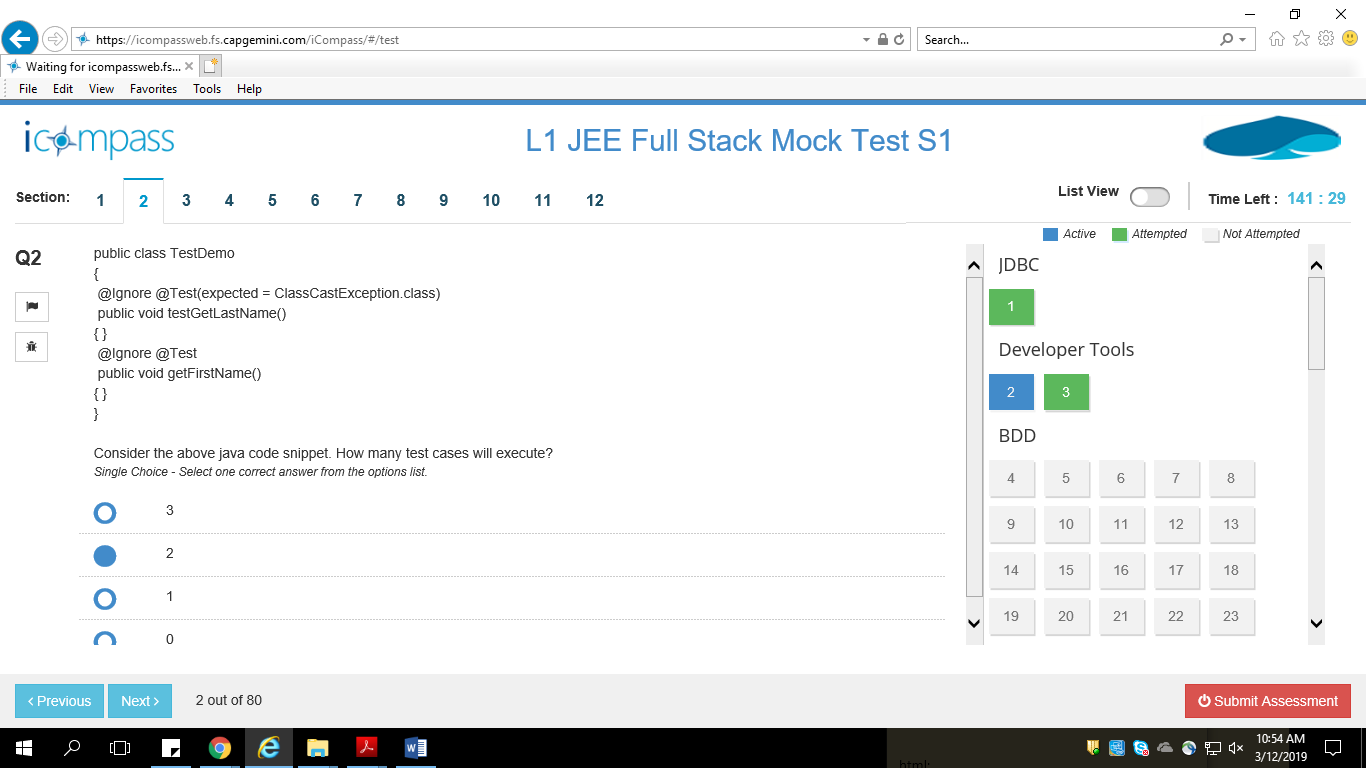 https://icompassweb.fs.capgemini.com/iCompass/#/test
Search...
Waiting for icompassweb.fs...
File Edit View Favorites Tools Help
icompass
L1 JEE Full Stack Mock Test S1
Section: 1 2 3 4 5 6 7 8 9 10 11 12
List View
Time Left : 141 : 29
Active Attempted Not Attempted
Q2
public class TestDemo
{
@Ignore @Test(expected = ClassCastException.class)
public void testGetLastName()
{ }
@Ignore @Test
public void getFirstName()
{ }
}
Consider the above java code snippet. How many test cases will execute?
Single Choice - Select one correct answer from the options list.
3
2
1
0
JDBC
1
Developer Tools
2 3
BDD
4 5 6 7 8
9 10 11 12 13
14 15 16 17 18
19 20 21 22 23
< Previous Next > 2 out of 80
Submit Assessment
html:
10:54 AM
3/12/2019